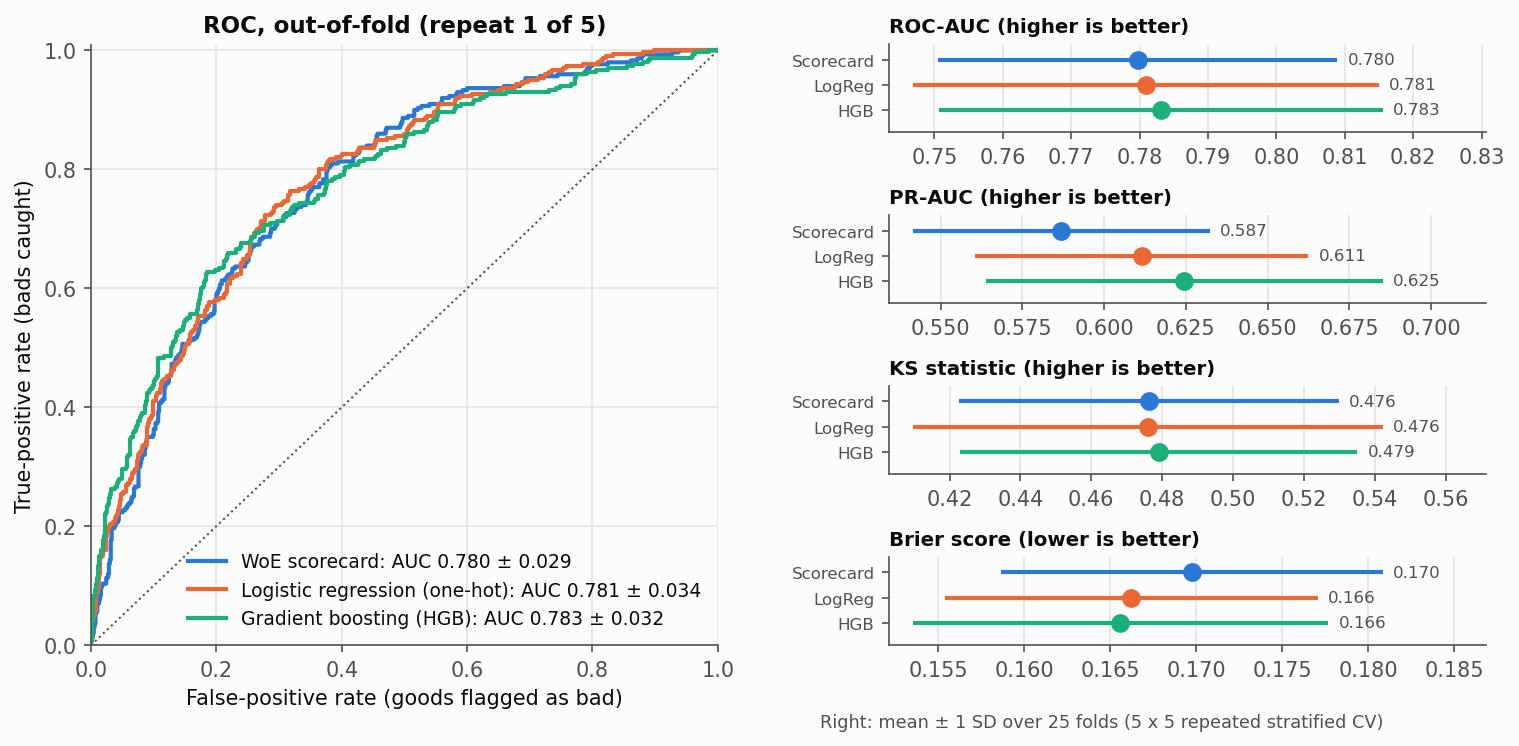 ROC, out-of-fold (repeat 1 of 5)
True-positive rate (bads caught)
1.0
0.8
0.6
0.4
0.2
0.0
WoE scorecard: AUC 0.780 ± 0.029
Logistic regression (one-hot): AUC 0.781 ± 0.034
Gradient boosting (HGB): AUC 0.783 ± 0.032
0.0 0.2 0.4 0.6 0.8 1.0
False-positive rate (goods flagged as bad)
ROC-AUC (higher is better)
Scorecard 0.780
LogReg 0.781
HGB 0.783
0.75 0.76 0.77 0.78 0.79 0.80 0.81 0.82 0.83
PR-AUC (higher is better)
Scorecard 0.587
LogReg 0.611
HGB 0.625
0.550 0.575 0.600 0.625 0.650 0.675 0.700
KS statistic (higher is better)
Scorecard 0.476
LogReg 0.476
HGB 0.479
0.42 0.44 0.46 0.48 0.50 0.52 0.54 0.56
Brier score (lower is better)
Scorecard 0.170
LogReg 0.166
HGB 0.166
0.155 0.160 0.165 0.170 0.175 0.180 0.185
Right: mean ± 1 SD over 25 folds (5 x 5 repeated stratified CV)